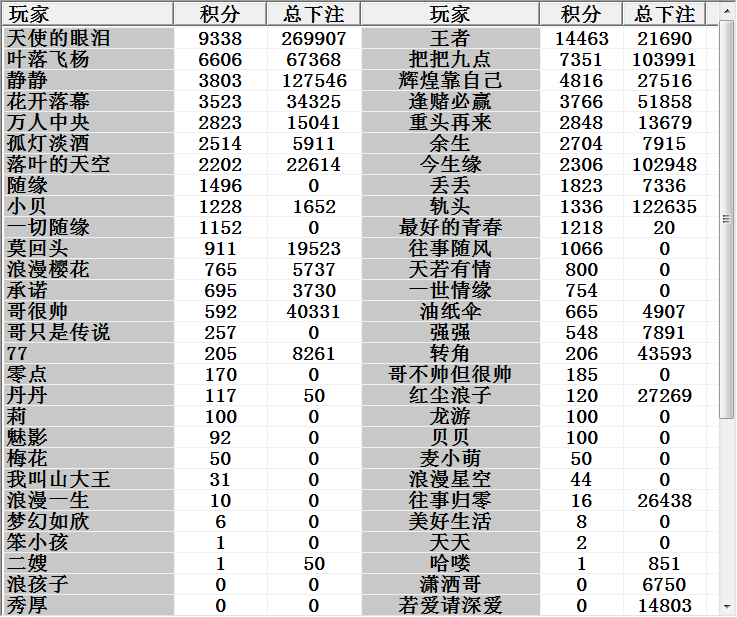 玩家 积分 总下注 玩家 积分 总下注
天使的眼泪 9338 269907 王者 14463 21690
叶落飞杨 6606 67368 把把九点 7351 103991
静静 3803 127546 辉煌靠自己 4816 27516
花开落幕 3523 34325 逢赌必赢 3766 51858
万人中央 2823 15041 重头再来 2848 13679
孤灯淡酒 2514 5911 余生 2704 7915
落叶的天空 2202 22614 今生缘 2306 102948
随缘 1496 0 丢丢 1823 7336
小贝 1228 1652 轨头 1336 122635
一切随缘 1152 0 最好的青春 1218 20
莫回头 911 19523 往事随风 1066 0
浪漫樱花 765 5737 天若有情 800 0
承诺 695 3730 一世情缘 754 0
哥很帅 592 40331 油纸伞 665 4907
哥只是传说 257 0 强强 548 7891
77 205 8261 转角 206 43593
零点 170 0 哥不帅但很帅 185 0
丹丹 117 50 红尘浪子 120 27269
莉 100 0 龙游 100 0
魅影 92 0 贝贝 100 0
梅花 50 0 麦小萌 50 0
我叫山大王 31 0 浪漫星空 44 0
浪漫一生 10 0 往事归零 16 26438
梦幻如欣 6 0 美好生活 8 0
笨小孩 1 0 天天 2 0
二嫂 1 50 哈喽 1 851
浪孩子 0 0 潇洒哥 0 6750
秀厚 0 0 若爱请深爱 0 14803